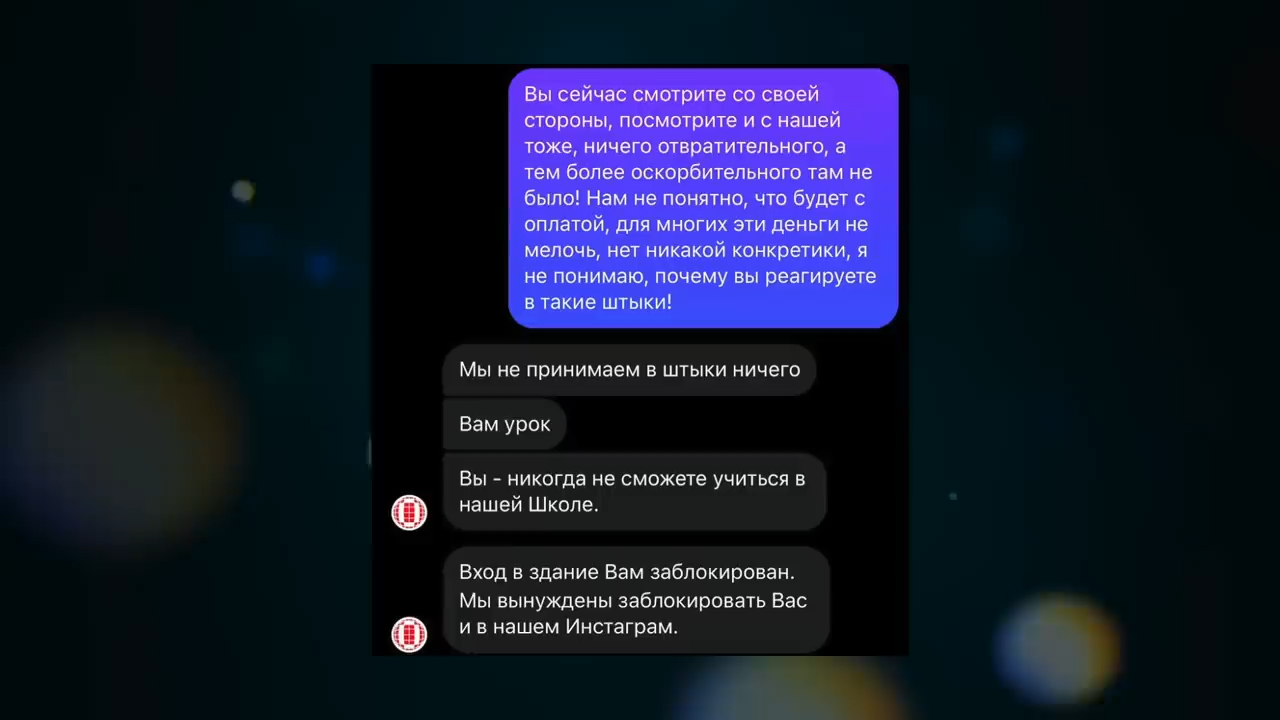 Вы сейчас смотрите со своей
стороны, посмотрите и с нашей
тоже, ничего отвратительного, а
тем более оскорбительного там не
было! Нам не понятно, что будет с
оплатой, для многих эти деньги не
мелочь, нет никакой конкретики, я
не понимаю, почему вы реагируете
в такие штыки!
Мы не принимаем в штыки ничего
Вам урок
Вы - никогда не сможете учиться в
нашей Школе.
Вход в здание Вам заблокирован.
Мы вынуждены заблокировать Вас
и в нашем Инстаграм.